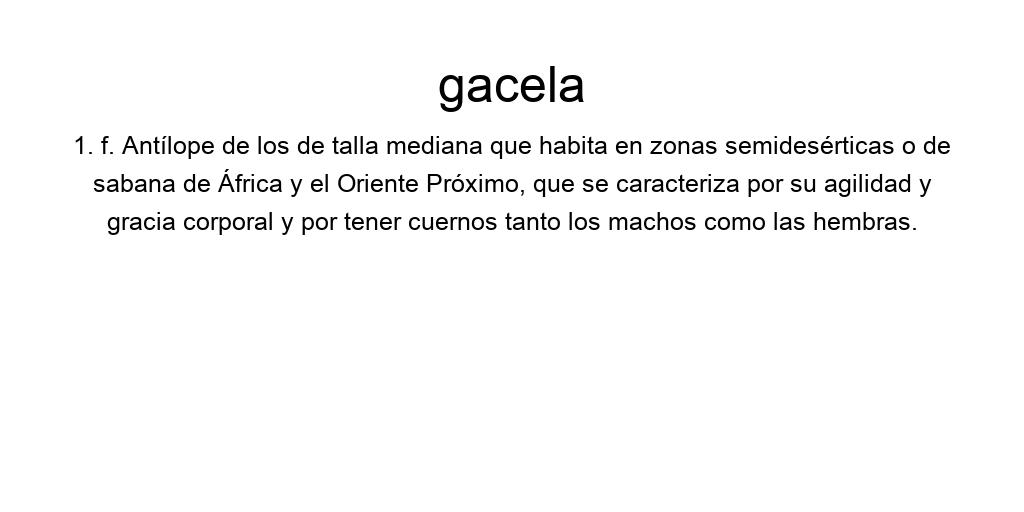 gacela
1. f. Antílope de los de talla mediana que habita en zonas semidesérticas o de
sabana de África y el Oriente Próximo, que se caracteriza por su agilidad y
gracia corporal y por tener cuernos tanto los machos como las hembras.